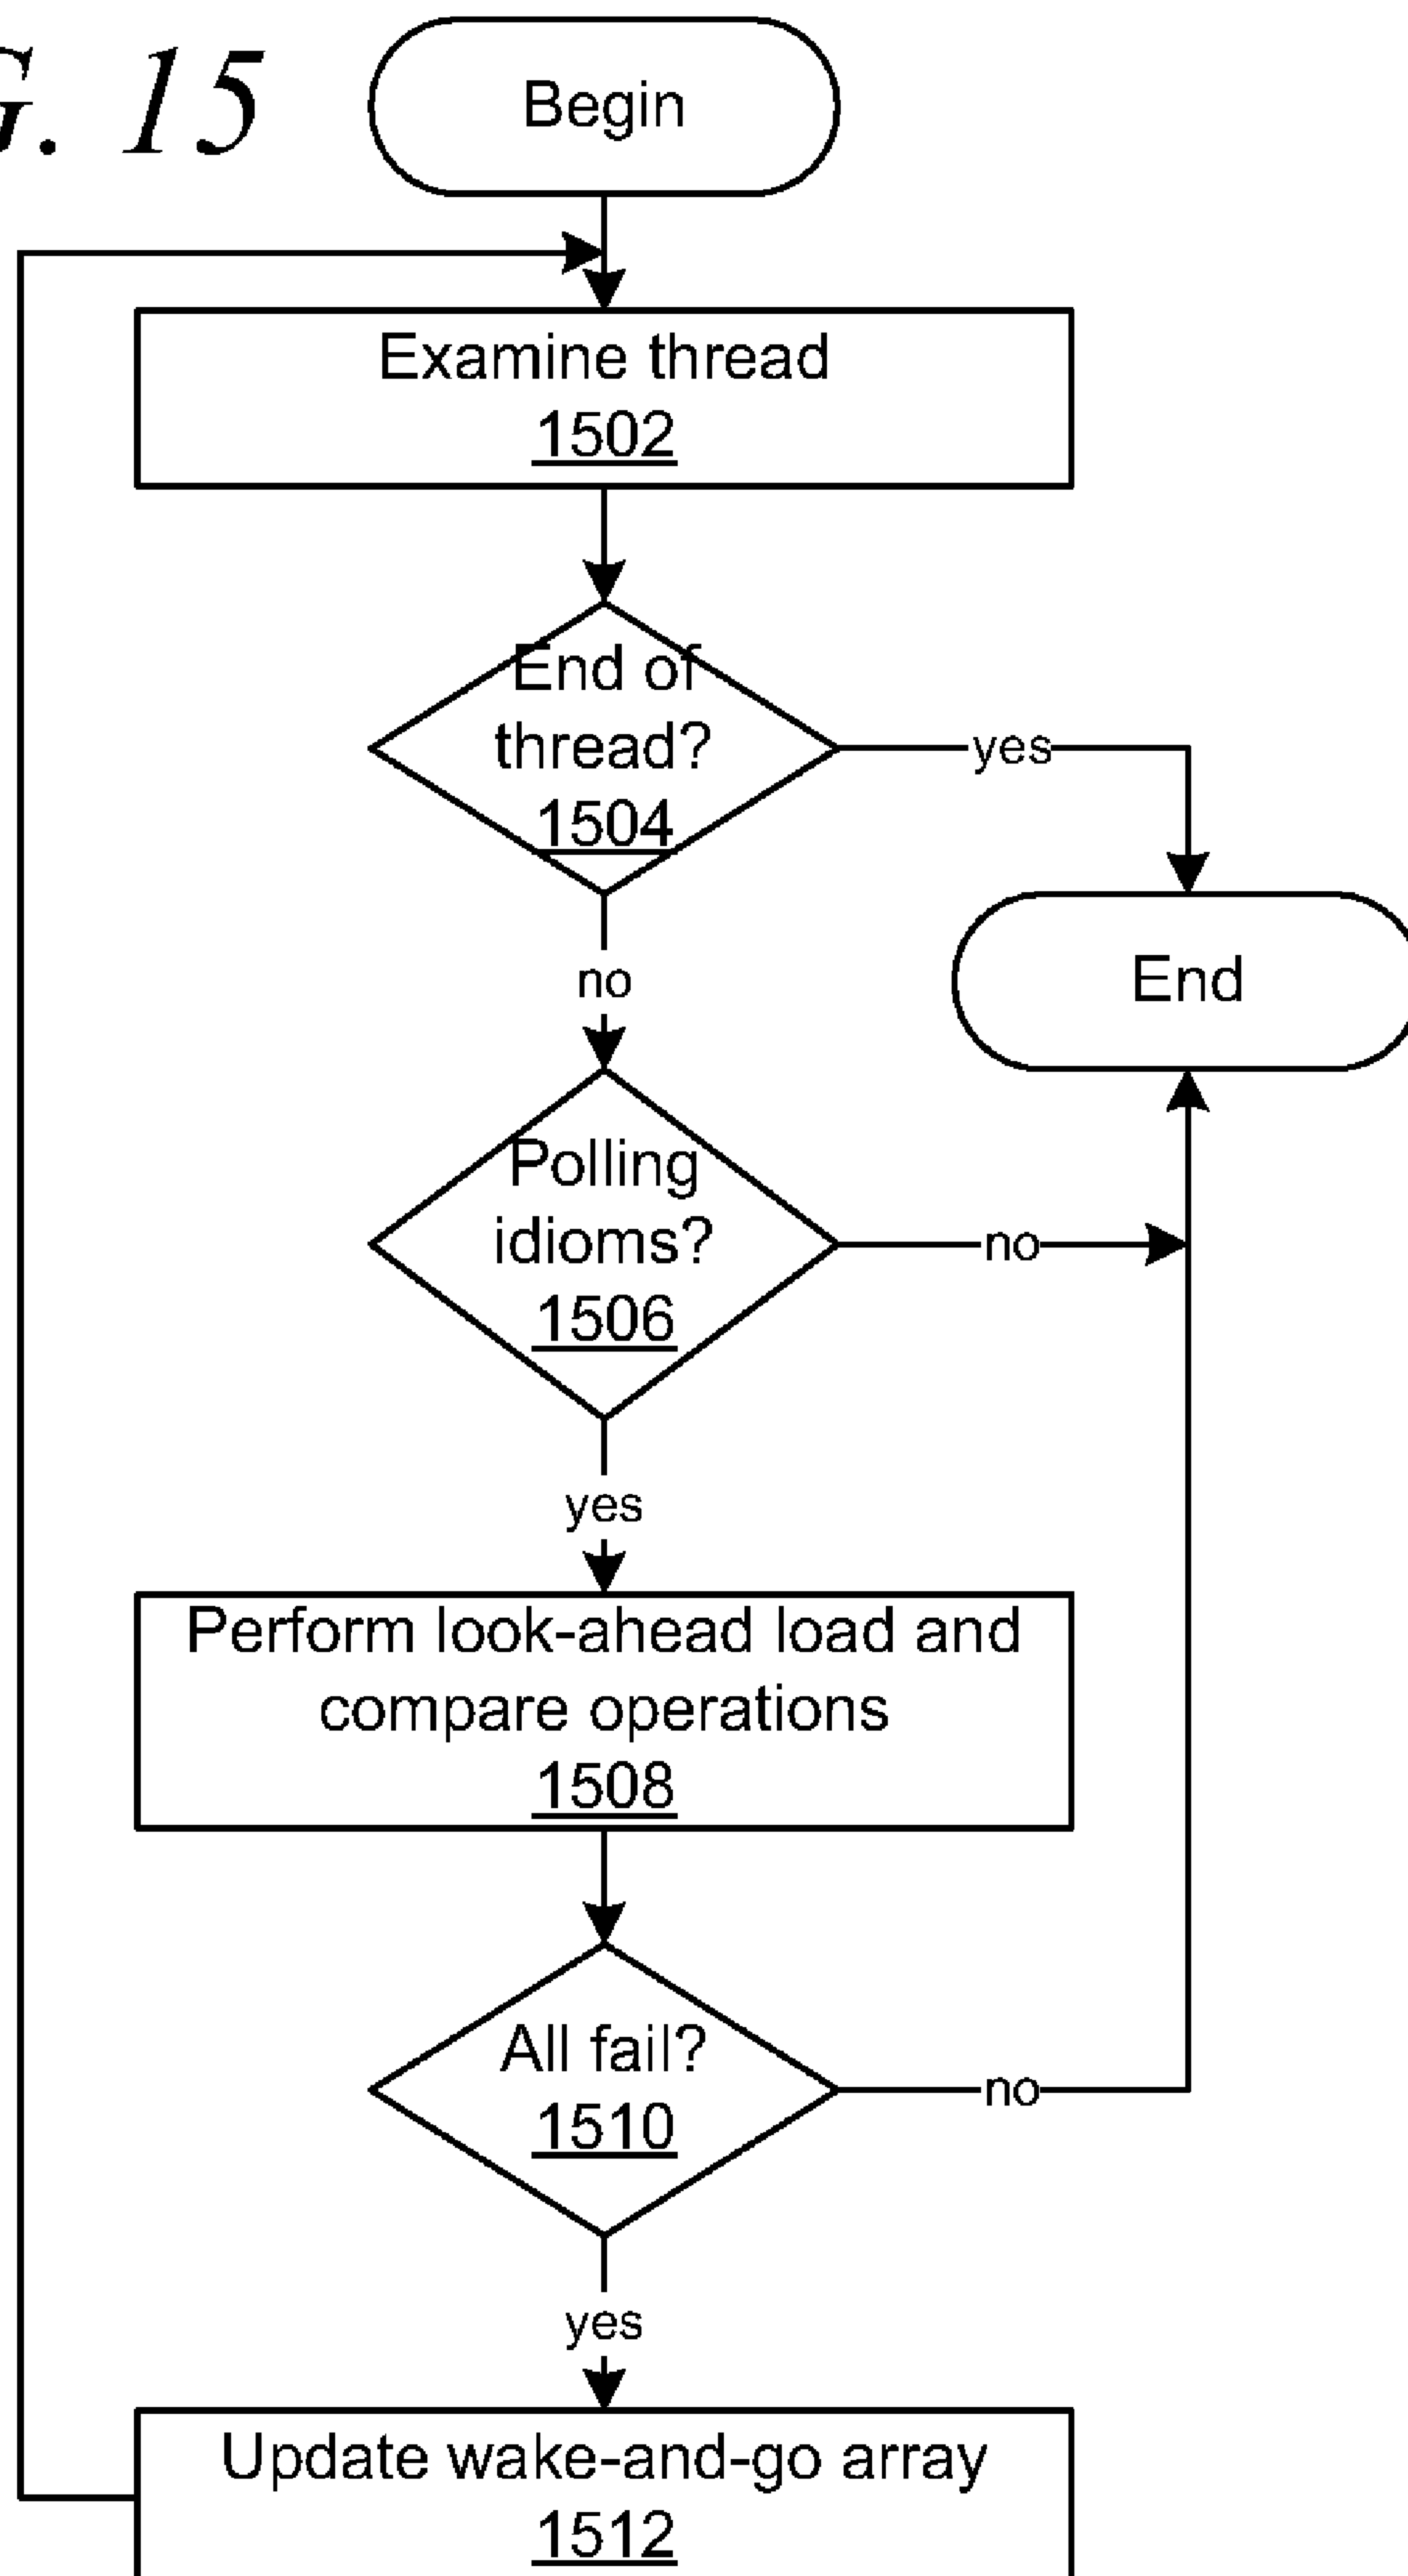 G. 15
Begin
Examine thread
1502
End of
thread?
1504
yes
no
End
Polling
idioms?
1506
no
yes
Perform look-ahead load and
compare operations
1508
All fail?
1510
no
yes
Update wake-and-go array
1512